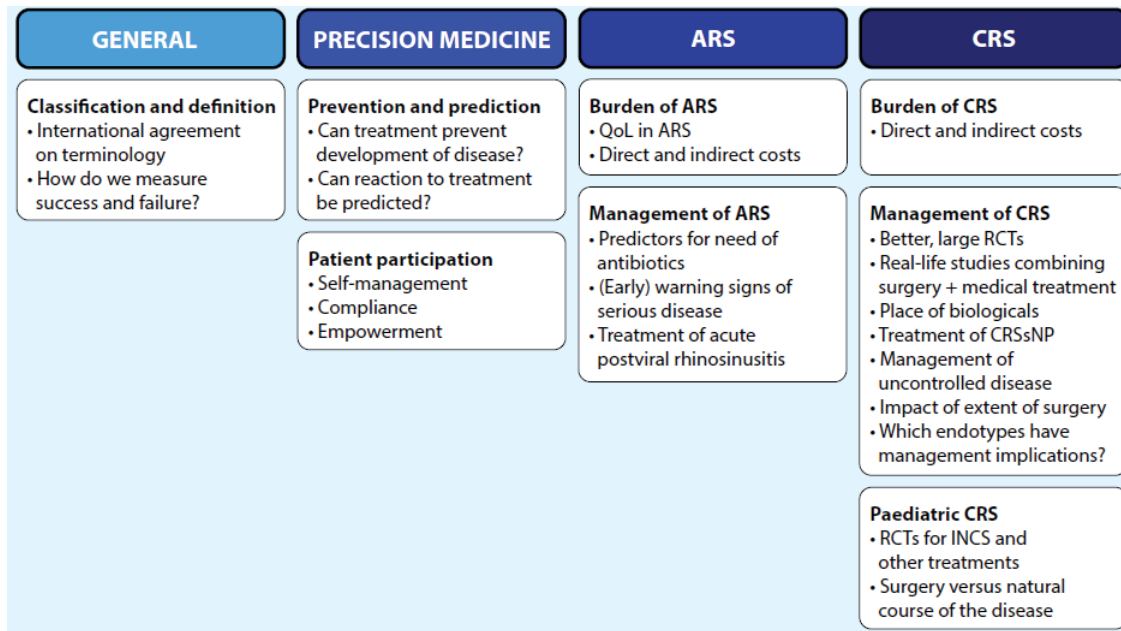 GENERAL
Classification and definition
• International agreement
on terminology
• How do we measure
success and failure?
PRECISION MEDICINE
Prevention and prediction
• Can treatment prevent
development of disease?
• Can reaction to treatment
be predicted?
Patient participation
• Self-management
• Compliance
• Empowerment
ARS
Burden of ARS
• QoL in ARS
• Direct and indirect costs
Management of ARS
• Predictors for need of
antibiotics
• (Early) warning signs of
serious disease
• Treatment of acute
postviral rhinosinusitis
CRS
Burden of CRS
• Direct and indirect costs
Management of CRS
• Better, large RCTs
• Real-life studies combining
surgery + medical treatment
• Place of biologicals
• Treatment of CRSsNP
• Management of
uncontrolled disease
• Impact of extent of surgery
• Which endotypes have
management implications?
Paediatric CRS
• RCTs for INCS and
other treatments
• Surgery versus natural
course of the disease